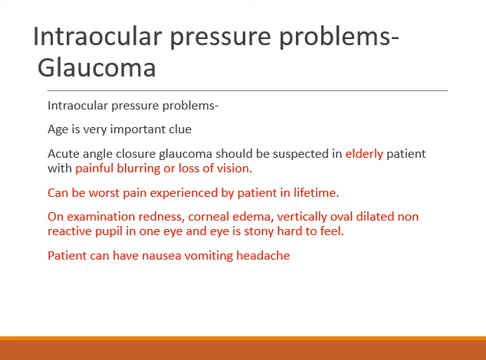 Intraocular pressure problems-
Glaucoma
Intraocular pressure problems-
Age is very important clue
Acute angle closure glaucoma should be suspected in elderly patient
with painful blurring or loss of vision.
Can be worst pain experienced by patient in lifetime.
On examination redness, corneal edema, vertically oval dilated non
reactive pupil in one eye and eye is stony hard to feel.
Patient can have nausea vomiting headache